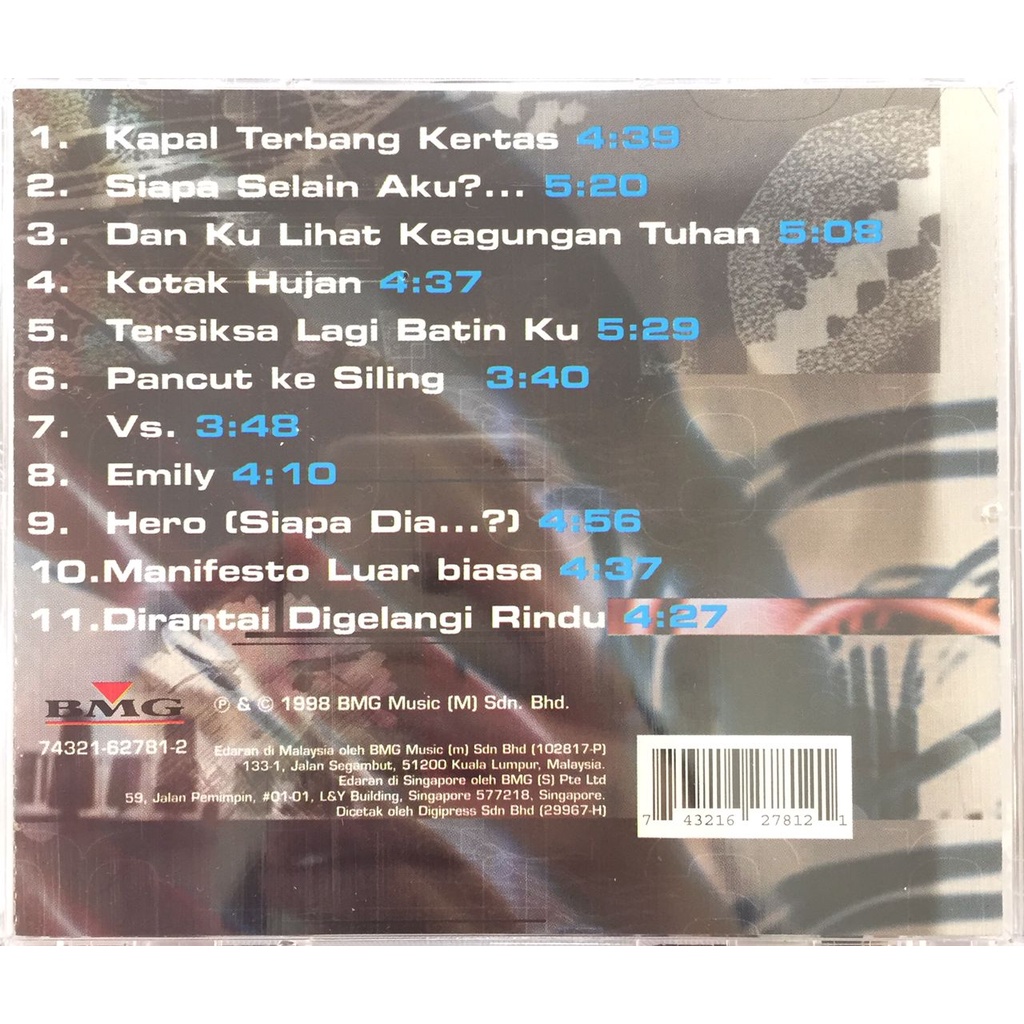 1. Kapal Terbang Kertas 4:39
2. Siapa Selain Aku?... 5:20
3. Dan Ku Lihat Keagungan Tuhan 5:08
4. Kotak Hujan 4:37
5. Tersiksa Lagi Batin Ku 5:29
6. Pancut ke Siling 3:40
7. Vs. 3:48
8. Emily 4:10
9. Hero (Siapa Dia...?) 4:56
10.Manifesto Luar biasa 4:37
11.Dirantai Digelangi Rindu 4:27
BMG
℗ & © 1998 BMG Music (M) Sdn. Bhd.
74321-62781-2
Edaran di Malaysia oleh BMG Music (m) Sdn Bhd (102817-P)
133-1, Jalan Segambut, 51200 Kuala Lumpur, Malaysia.
Edaran di Singapore oleh BMG (S) Pte Ltd
59, Jalan Pemimpin, #01-01, L&Y Building, Singapore 577218, Singapore.
Dicetak oleh Digipress Sdn Bhd (29967-H)
7 43216 27812 1